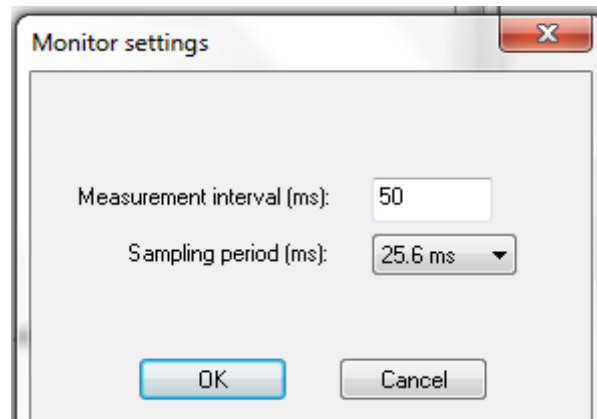 Monitor settings
Measurement interval (ms): 50
Sampling period (ms): 25.6 ms
OK Cancel